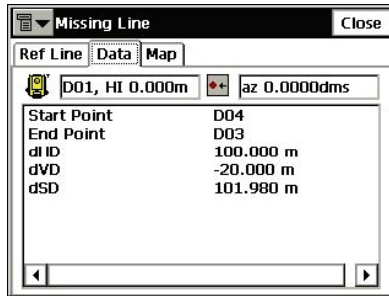 Missing Line Close
Ref Line Data Map
D01, HI 0.000m az 0.0000dms
Start Point D04
End Point D03
dHD 100.000 m
dVD -20.000 m
dSD 101.980 m